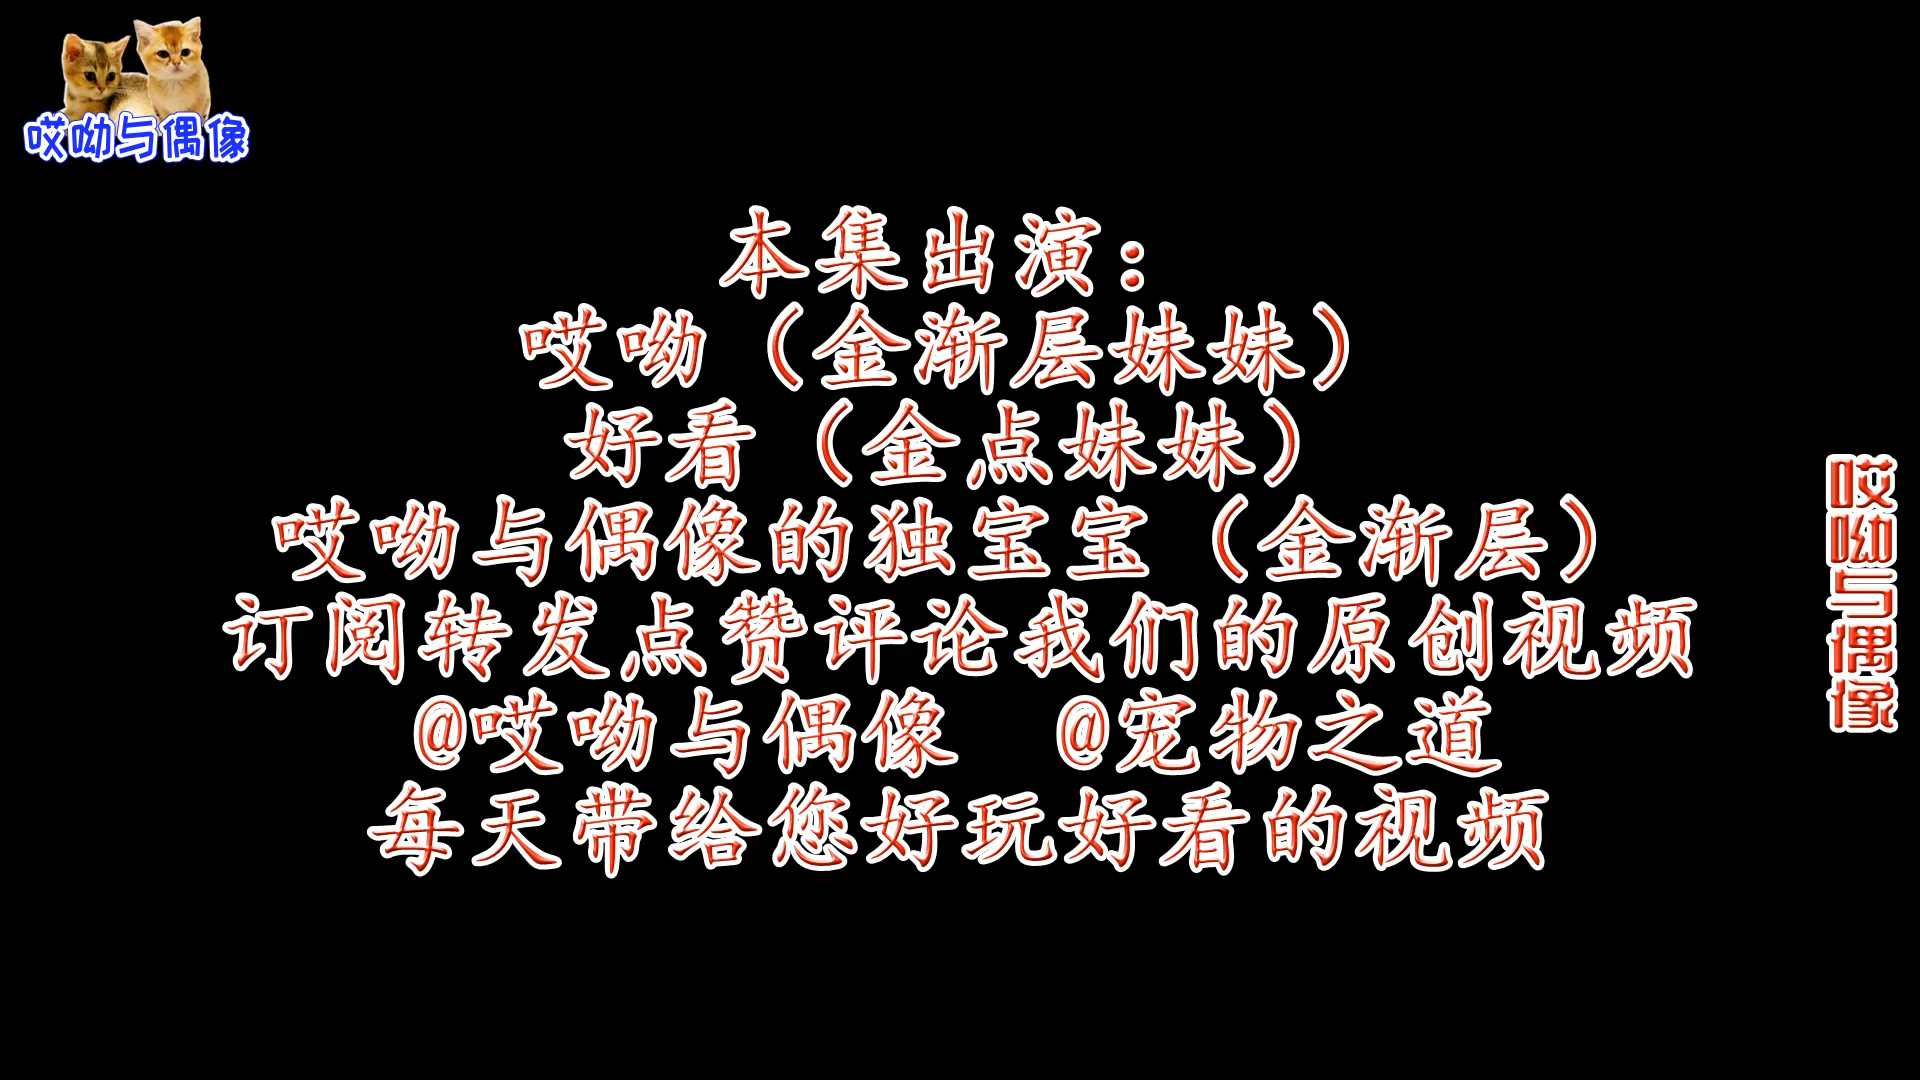 哎呦与偶像
本集出演：
哎呦（金渐层妹妹）
好看（金点妹妹）
哎呦与偶像的独宝宝（金渐层）
订阅转发点赞评论我们的原创视频
@哎呦与偶像　@宠物之道
每天带给您好玩好看的视频
哎呦与偶像